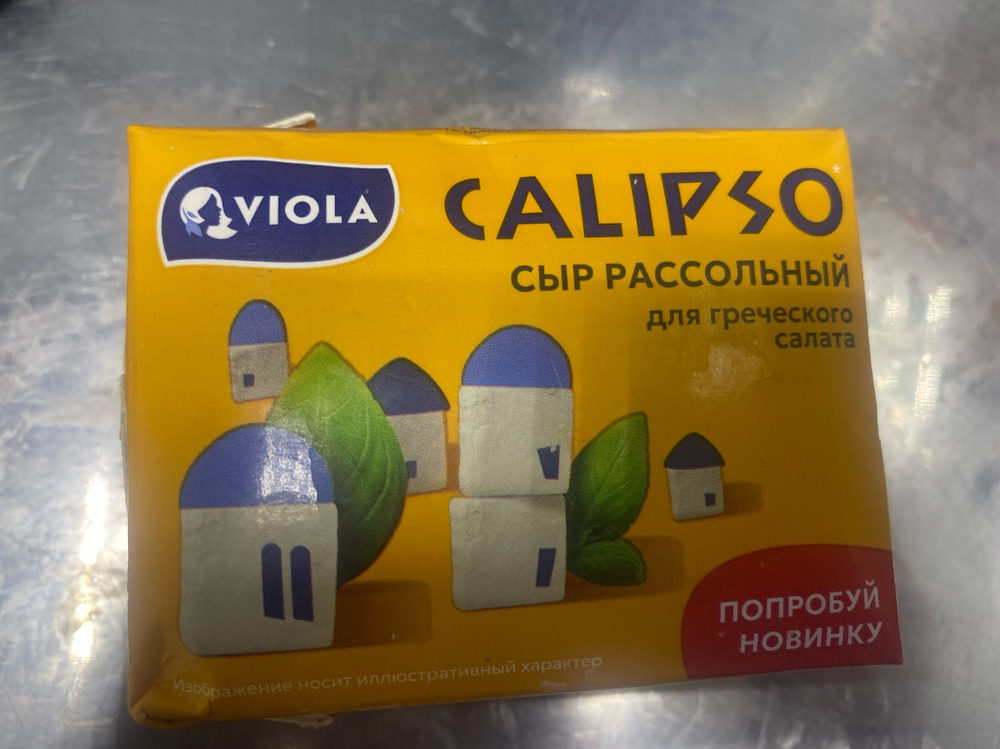 VIOLA
CALIPSO*
СЫР РАССОЛЬНЫЙ
для греческого
салата
ПОПРОБУЙ
НОВИНКУ
Изображение носит иллюстративный характер